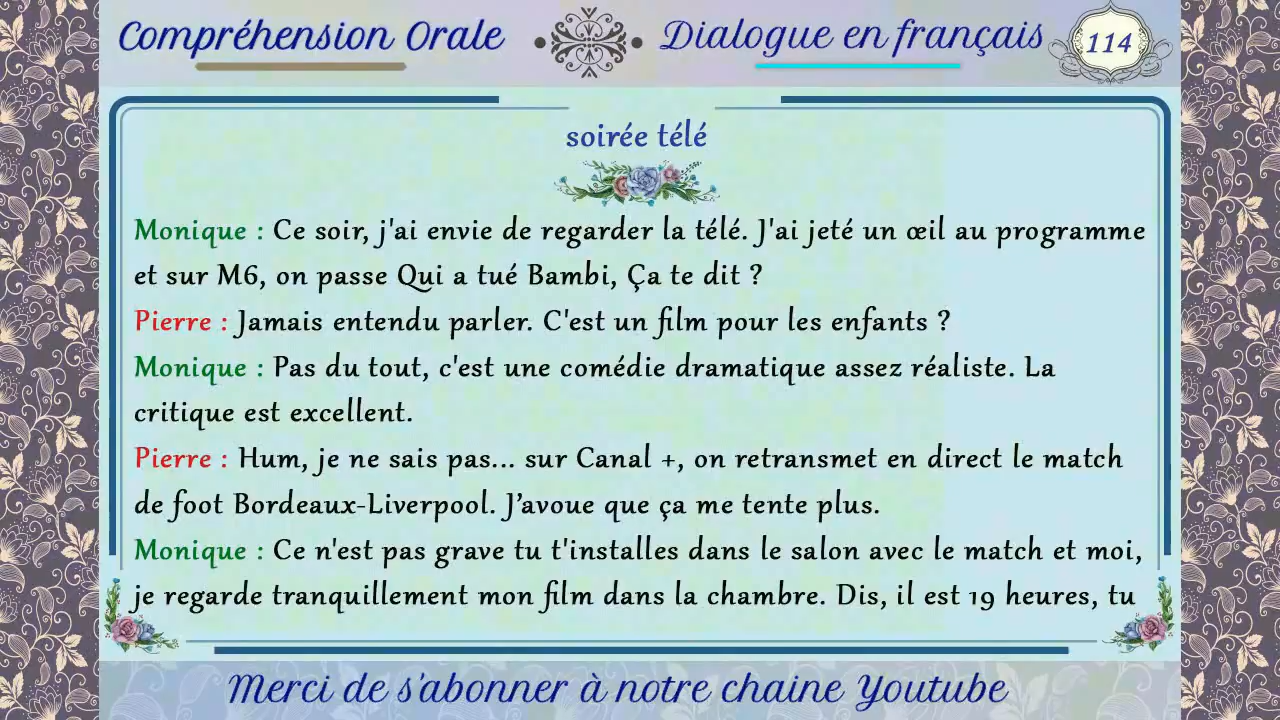 Compréhension Orale Dialogue en français 114
soirée télé
Monique : Ce soir, j'ai envie de regarder la télé. J'ai jeté un œil au programme
et sur M6, on passe Qui a tué Bambi, Ça te dit ?
Pierre : Jamais entendu parler. C'est un film pour les enfants ?
Monique : Pas du tout, c'est une comédie dramatique assez réaliste. La
critique est excellent.
Pierre : Hum, je ne sais pas... sur Canal +, on retransmet en direct le match
de foot Bordeaux-Liverpool. J’avoue que ça me tente plus.
Monique : Ce n'est pas grave tu t'installes dans le salon avec le match et moi,
je regarde tranquillement mon film dans la chambre. Dis, il est 19 heures, tu
Merci de s'abonner à notre chaine Youtube